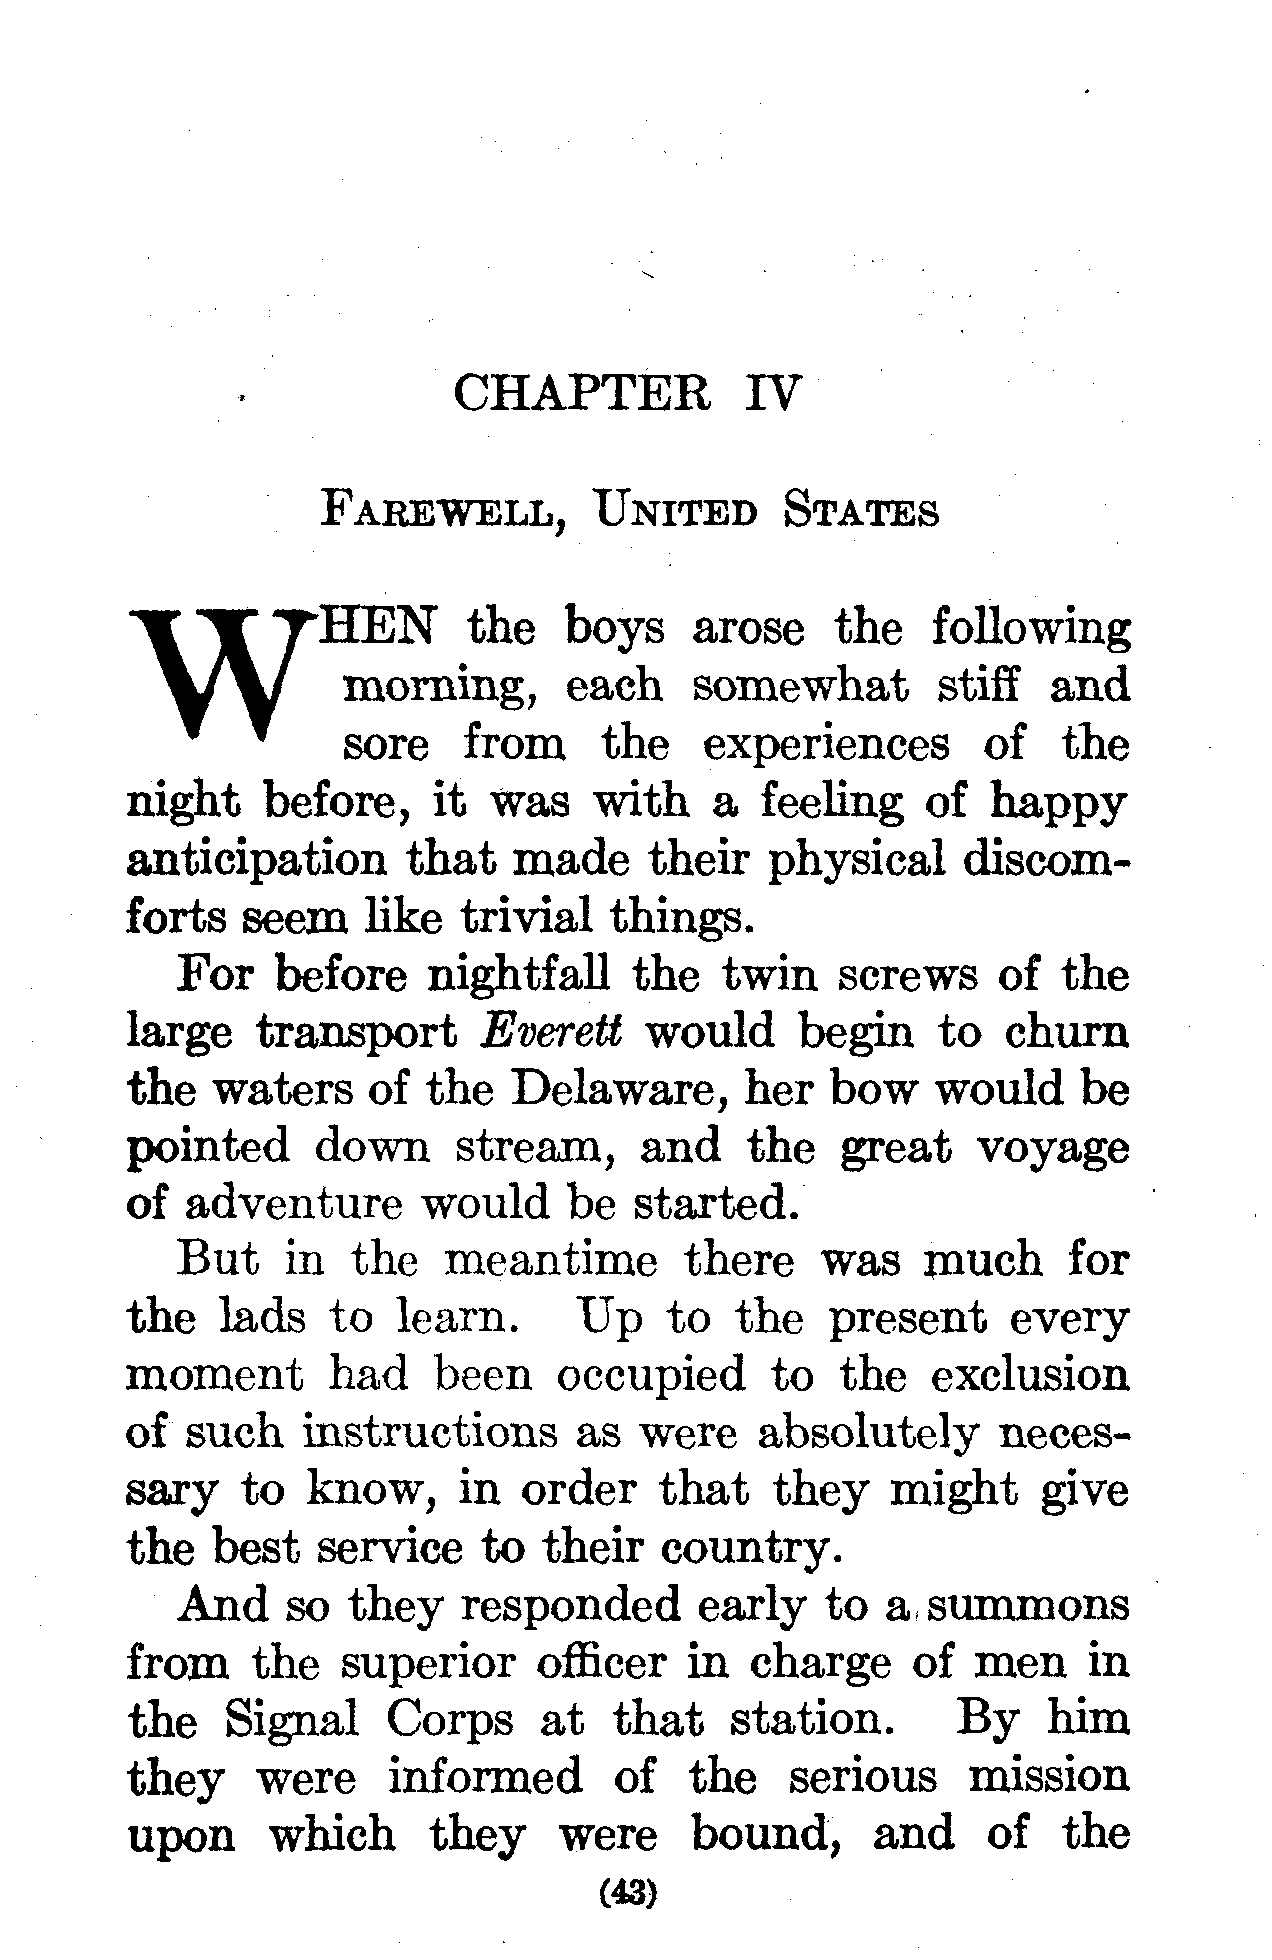 CHAPTER IV
FAREWELL, UNITED STATES
WHEN the boys arose the following
morning, each somewhat stiff and
sore from the experiences of the
night before, it was with a feeling of happy
anticipation that made their physical discom-
forts seem like trivial things.
For before nightfall the twin screws of the
large transport Everett would begin to churn
the waters of the Delaware, her bow would be
pointed down stream, and the great voyage
of adventure would be started.
But in the meantime there was much for
the lads to learn. Up to the present every
moment had been occupied to the exclusion
of such instructions as were absolutely neces-
sary to know, in order that they might give
the best service to their country.
And so they responded early to a summons
from the superior officer in charge of men in
the Signal Corps at that station. By him
they were informed of the serious mission
upon which they were bound, and of the
(43)